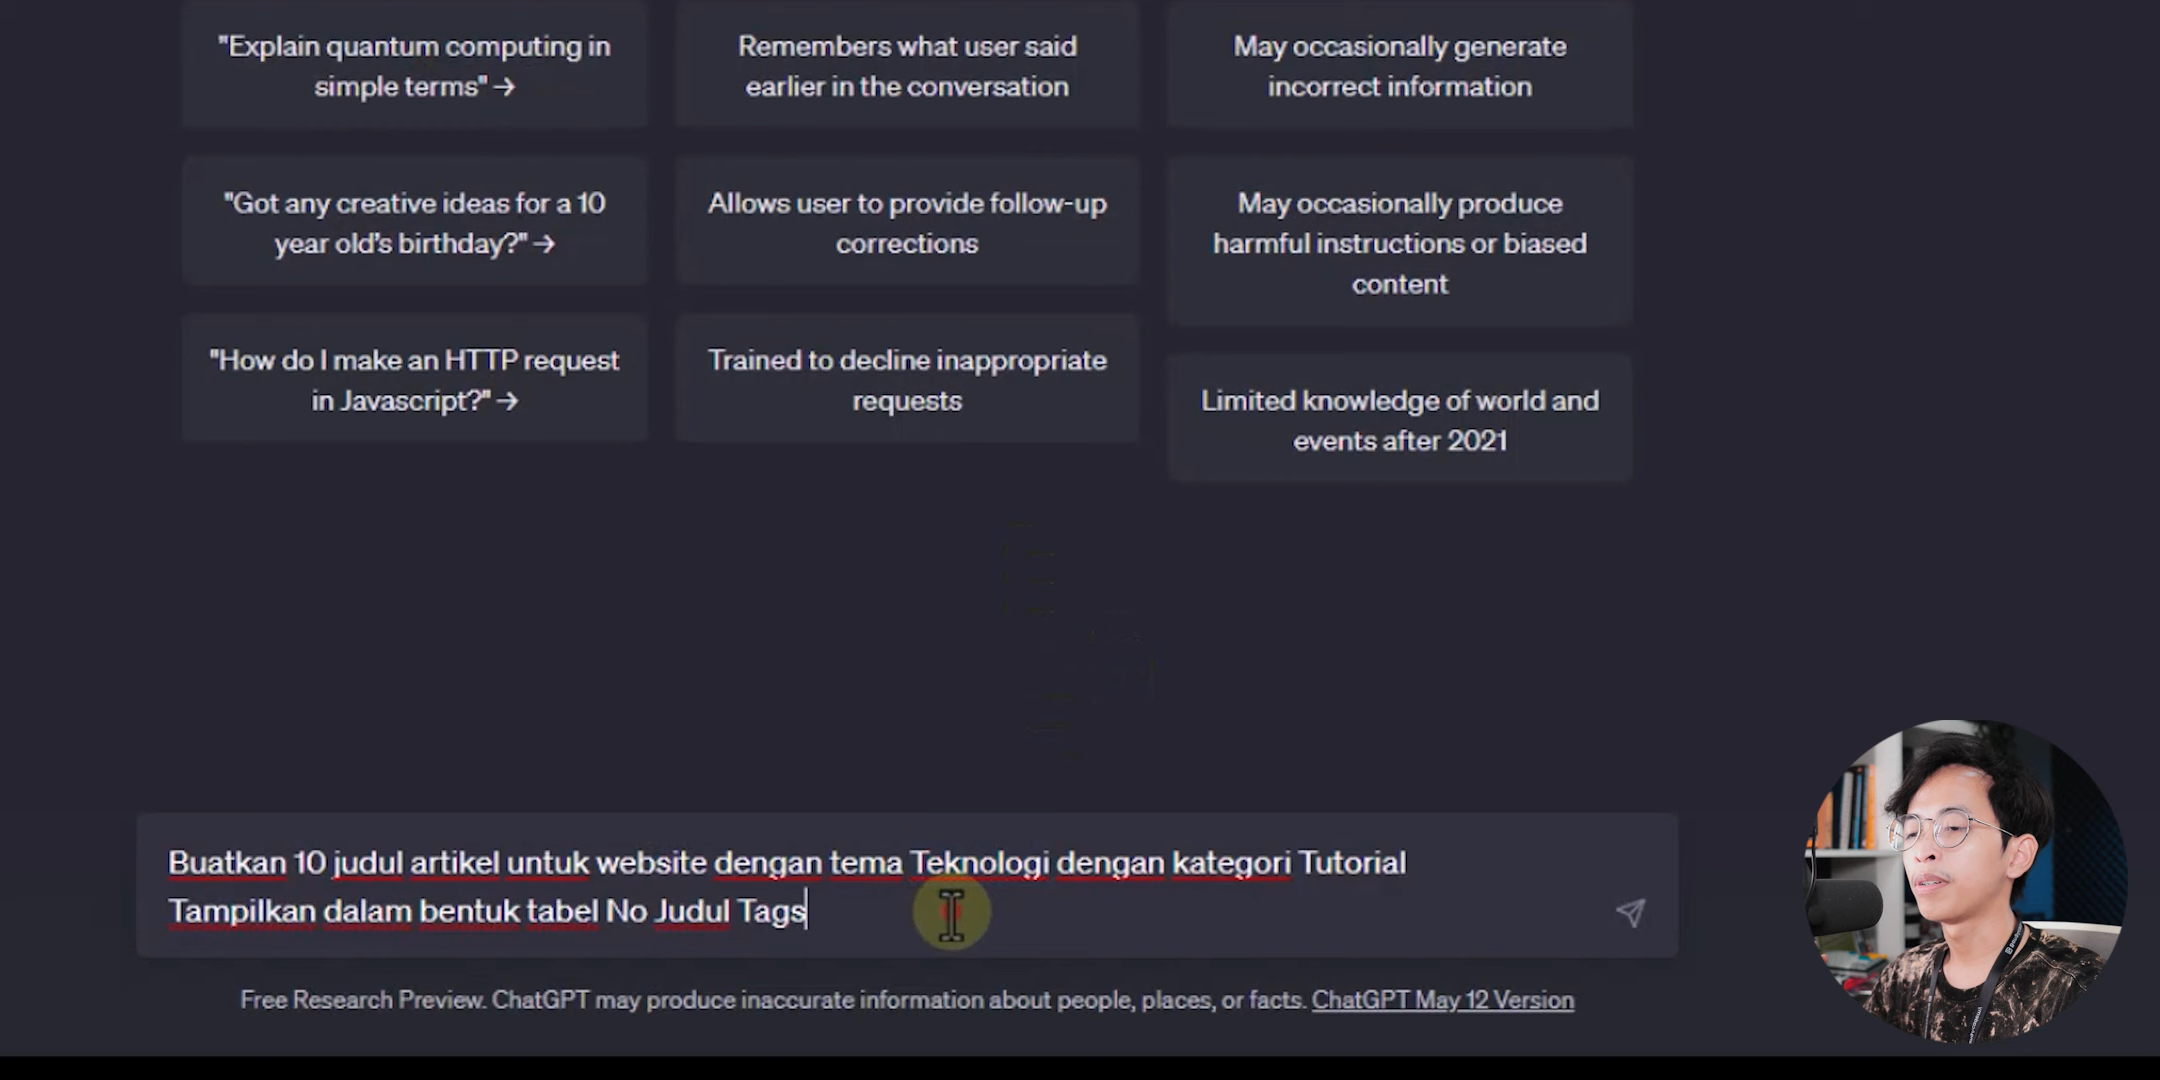 "Explain quantum computing in
simple terms" →
Remembers what user said
earlier in the conversation
May occasionally generate
incorrect information
"Got any creative ideas for a 10
year old's birthday?" →
Allows user to provide follow-up
corrections
May occasionally produce
harmful instructions or biased
content
"How do I make an HTTP request
in Javascript?" →
Trained to decline inappropriate
requests
Limited knowledge of world and
events after 2021
Buatkan 10 judul artikel untuk website dengan tema Teknologi dengan kategori Tutorial
Tampilkan dalam bentuk tabel No Judul Tags
Free Research Preview. ChatGPT may produce inaccurate information about people, places, or facts. ChatGPT May 12 Version